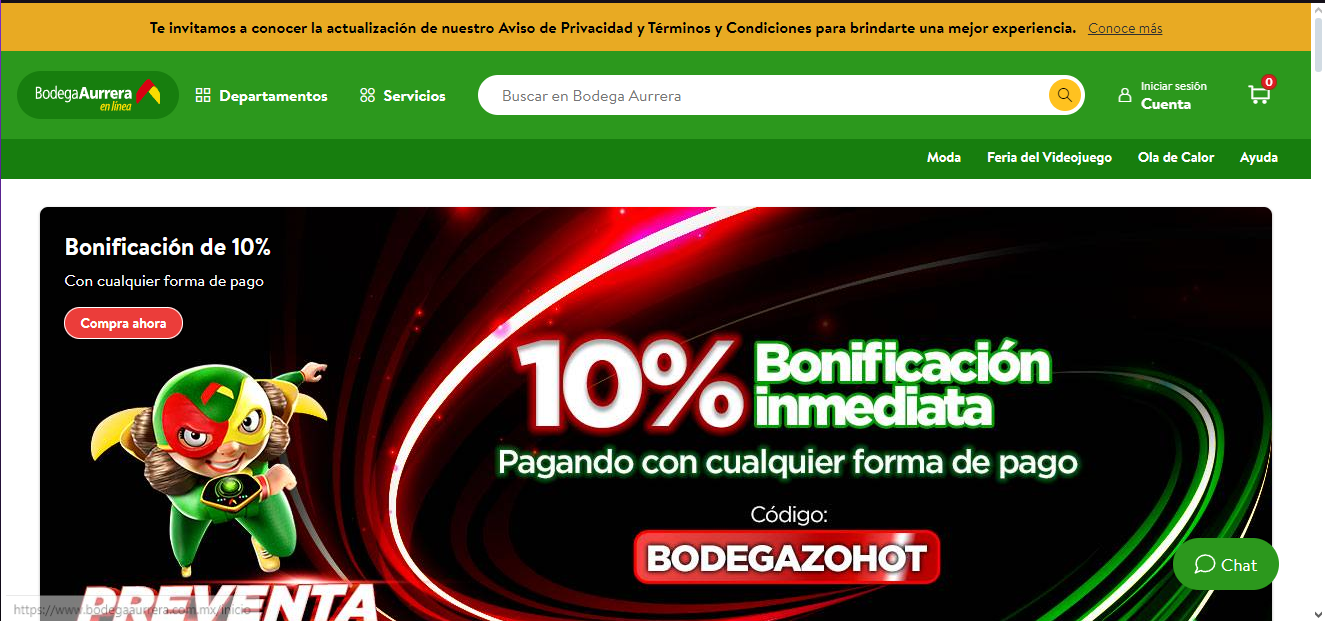 Te invitamos a conocer la actualización de nuestro Aviso de Privacidad y Términos y Condiciones para brindarte una mejor experiencia. Conoce más
BodegaAurrera
en línea
Departamentos
Servicios
Buscar en Bodega Aurrera
Iniciar sesión
Cuenta
0
Moda
Feria del Videojuego
Ola de Calor
Ayuda
Bonificación de 10%
Con cualquier forma de pago
Compra ahora
10% Bonificación
inmediata
Pagando con cualquier forma de pago
Código:
BODEGAZOHOT
Chat
PREVENTA
https://www.bodegaaurrera.com.mx/inicio